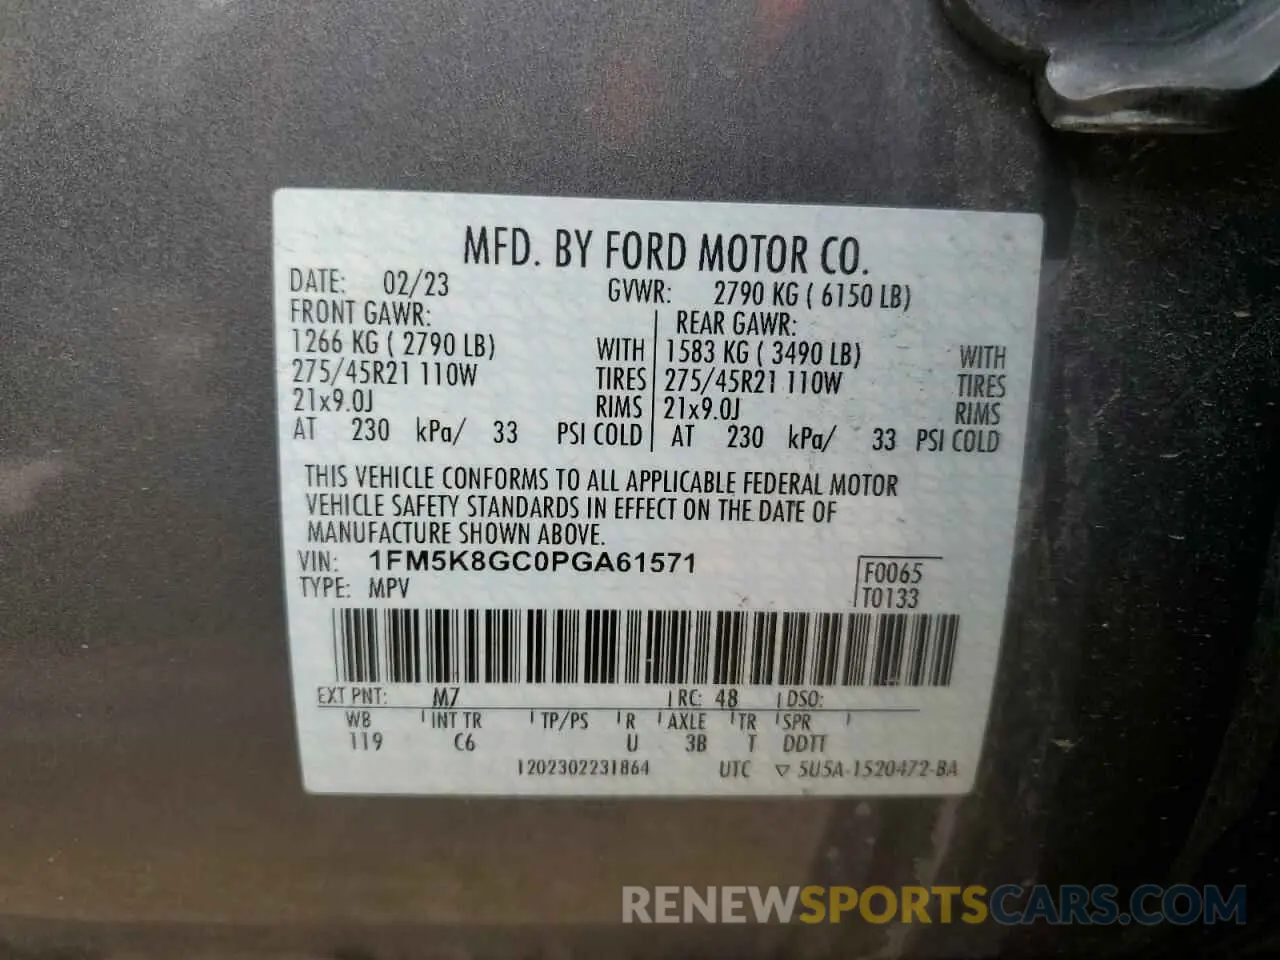 MFD. BY FORD MOTOR CO.
DATE: 02/23 GVWR: 2790 KG ( 6150 LB)
FRONT GAWR: REAR GAWR:
1266 KG ( 2790 LB) WITH 1583 KG ( 3490 LB) WITH
275/45R21 110W TIRES 275/45R21 110W TIRES
21x9.0J RIMS 21x9.0J RIMS
AT 230 kPa/ 33 PSI COLD AT 230 kPa/ 33 PSI COLD
THIS VEHICLE CONFORMS TO ALL APPLICABLE FEDERAL MOTOR
VEHICLE SAFETY STANDARDS IN EFFECT ON THE DATE OF
MANUFACTURE SHOWN ABOVE.
VIN: 1FM5K8GC0PGA61571 F0065
TYPE: MPV T0133
EXT PNT: M7 RC: 48 DSO:
WB INT TR TP/PS R AXLE TR SPR
119 C6 U 3B T DDTT
1202302231864 UTC ▽ 5U5A-1520472-BA
RENEWSPORTSCARS.COM